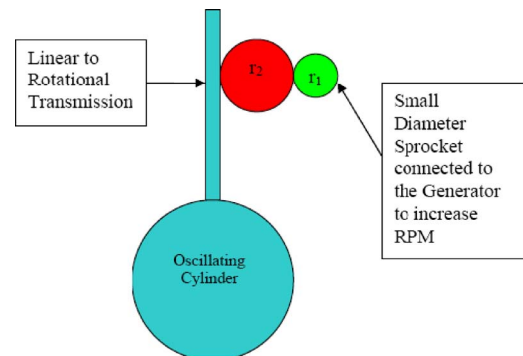 Linear to
Rotational
Transmission
r₂
r₁
Small
Diameter
Sprocket
connected to
the Generator
to increase
RPM
Oscillating
Cylinder